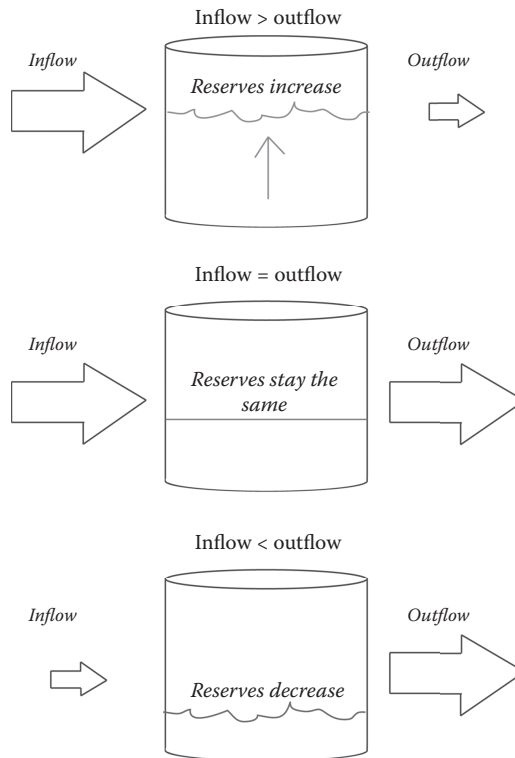 Inflow > outflow
Inflow
Outflow
Reserves increase
Inflow = outflow
Inflow
Outflow
Reserves stay the
same
Inflow < outflow
Inflow
Outflow
Reserves decrease